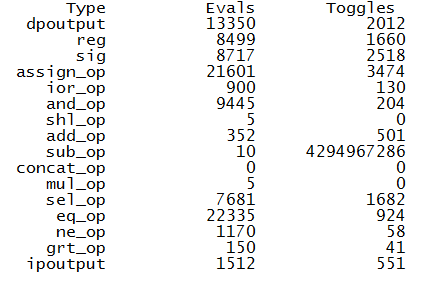 Type Evals Toggles
dpoutput 13350 2012
reg 8499 1660
sig 8717 2518
assign_op 21601 3474
ior_op 900 130
and_op 9445 204
shl_op 5 0
add_op 352 501
sub_op 10 4294967286
concat_op 0 0
mul_op 5 0
sel_op 7681 1682
eq_op 22335 924
ne_op 1170 58
grt_op 150 41
ipoutput 1512 551